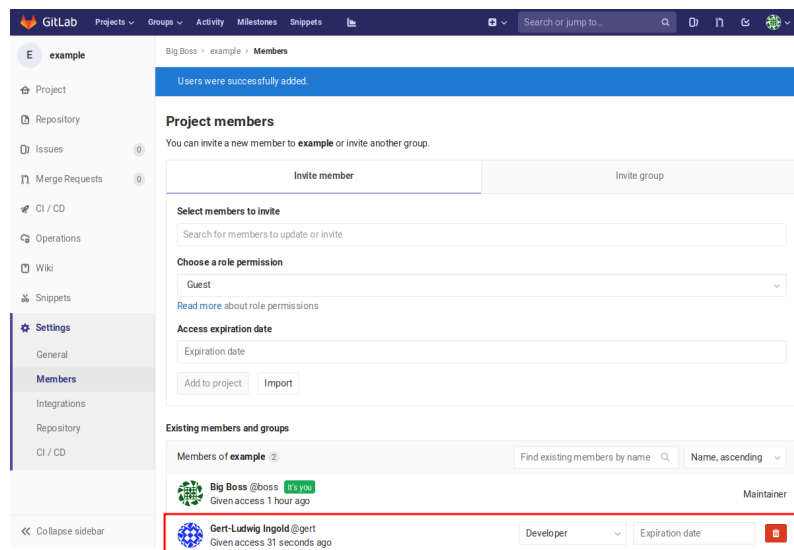 GitLab Projects Groups Activity Milestones Snippets Search or jump to...
E example
Big Boss > example > Members
Users were successfully added.
Project
Repository
Issues 0
Merge Requests 0
CI / CD
Operations
Wiki
Snippets
Settings
General
Members
Integrations
Repository
CI / CD
Collapse sidebar
Project members
You can invite a new member to example or invite another group.
Invite member Invite group
Select members to invite
Search for members to update or invite
Choose a role permission
Guest
Read more about role permissions
Access expiration date
Expiration date
Add to project Import
Existing members and groups
Members of example 2 Find existing members by name Name, ascending
Big Boss @boss It's you
Given access 1 hour ago
Maintainer
Gert-Ludwig Ingold @gert
Given access 31 seconds ago
Developer Expiration date